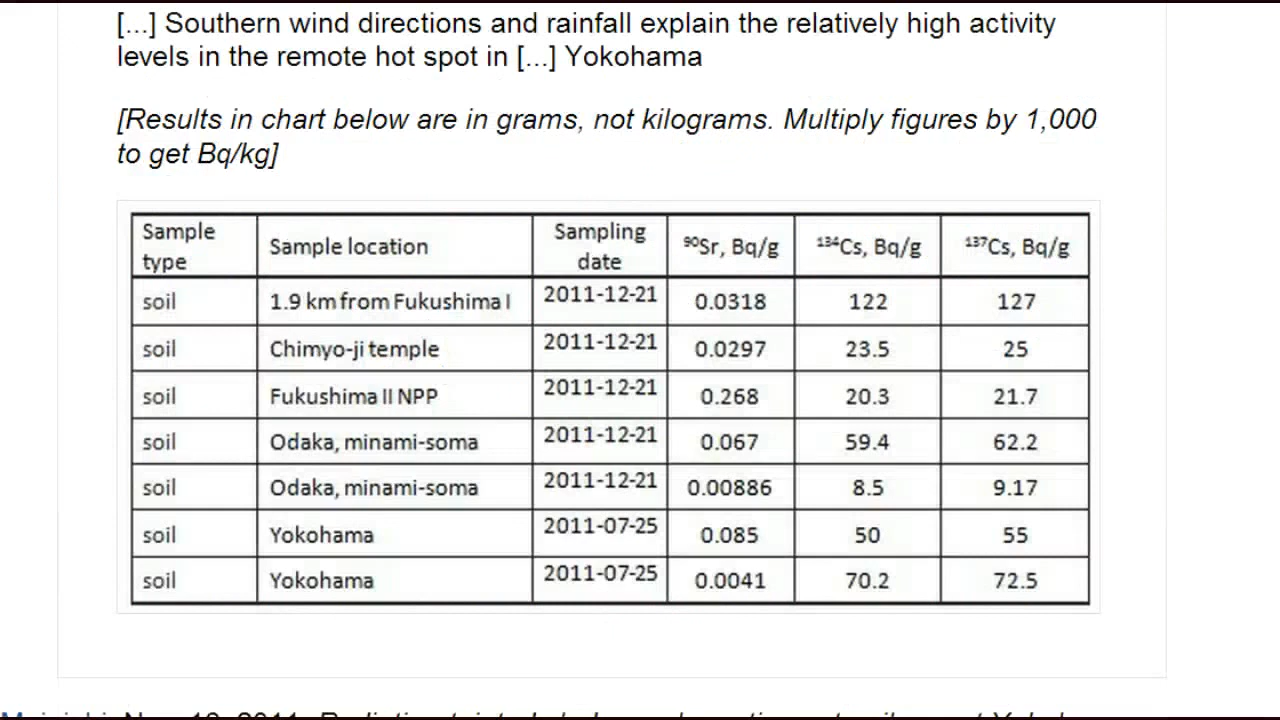 [...] Southern wind directions and rainfall explain the relatively high activity
levels in the remote hot spot in [...] Yokohama
[Results in chart below are in grams, not kilograms. Multiply figures by 1,000
to get Bq/kg]
Sample type Sample location Sampling date ⁹⁰Sr, Bq/g ¹³⁴Cs, Bq/g ¹³⁷Cs, Bq/g
soil 1.9 km from Fukushima I 2011-12-21 0.0318 122 127
soil Chimyo-ji temple 2011-12-21 0.0297 23.5 25
soil Fukushima II NPP 2011-12-21 0.268 20.3 21.7
soil Odaka, minami-soma 2011-12-21 0.067 59.4 62.2
soil Odaka, minami-soma 2011-12-21 0.00886 8.5 9.17
soil Yokohama 2011-07-25 0.085 50 55
soil Yokohama 2011-07-25 0.0041 70.2 72.5